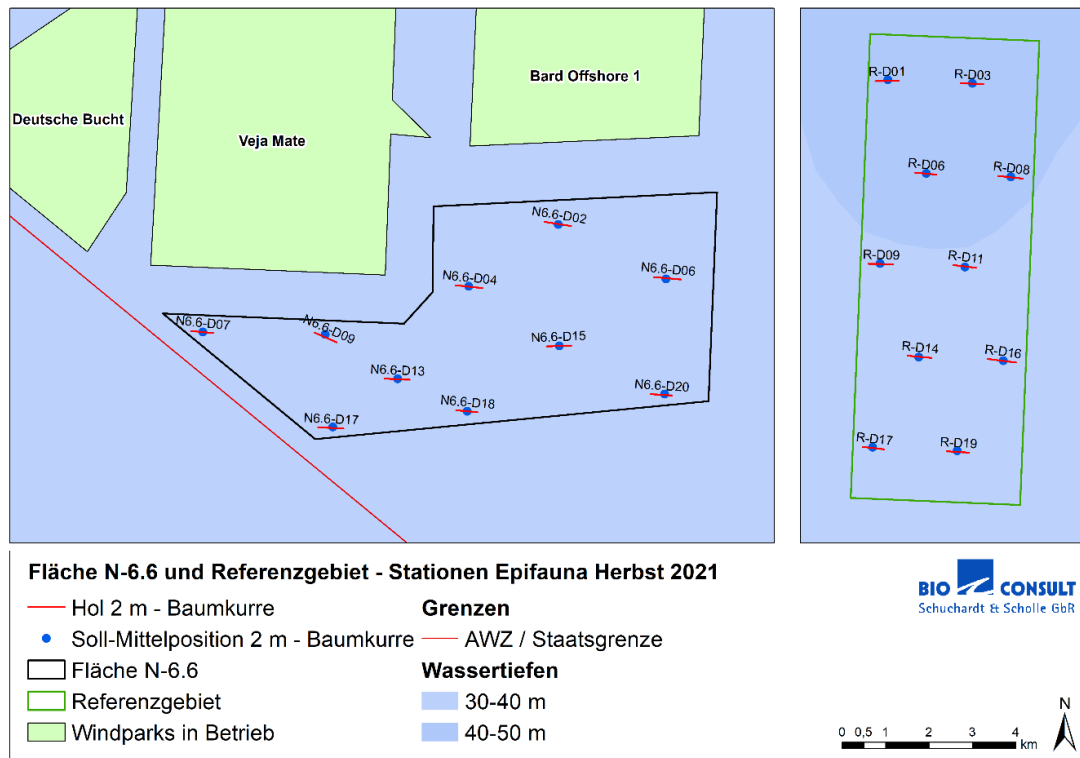 Deutsche Bucht
Veja Mate
Bard Offshore 1
N6.6-D02
N6.6-D04
N6.6-D06
N6.6-D07
N6.6-D09
N6.6-D15
N6.6-D13
N6.6-D18
N6.6-D20
N6.6-D17
R-D01
R-D03
R-D06
R-D08
R-D09
R-D11
R-D14
R-D16
R-D17
R-D19
Fläche N-6.6 und Referenzgebiet - Stationen Epifauna Herbst 2021
Hol 2 m - Baumkurre
Soll-Mittelposition 2 m - Baumkurre
Fläche N-6.6
Referenzgebiet
Windparks in Betrieb
Grenzen
AWZ / Staatsgrenze
Wassertiefen
30-40 m
40-50 m
BIO CONSULT
Schuchardt & Scholle GbR
N
0 0,5 1 2 3 4
km